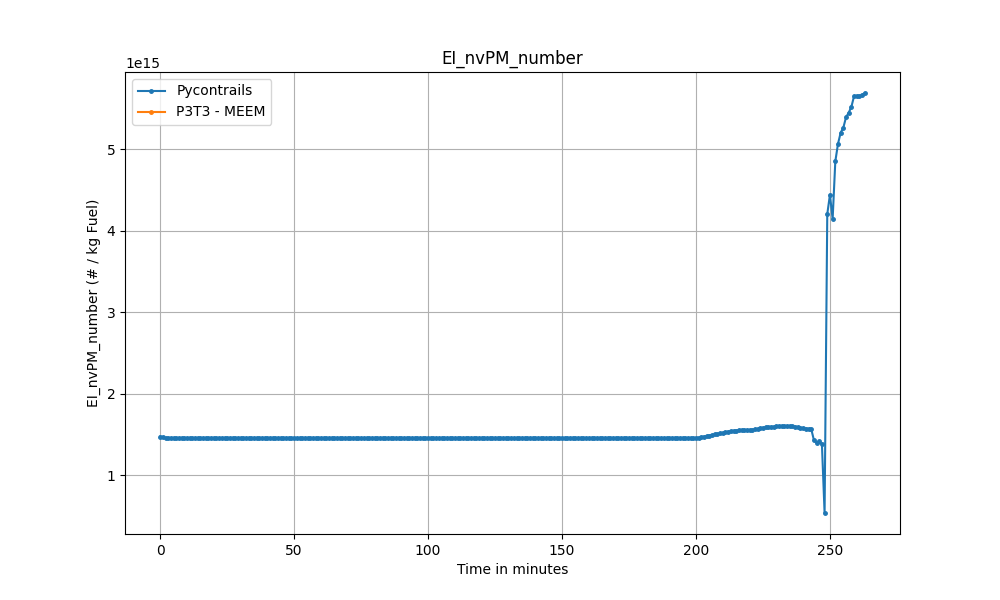 EI_nvPM_number
1e15
Pycontrails
P3T3 - MEEM
5
4
3
2
1
EI_nvPM_number (# / kg Fuel)
0 50 100 150 200 250
Time in minutes